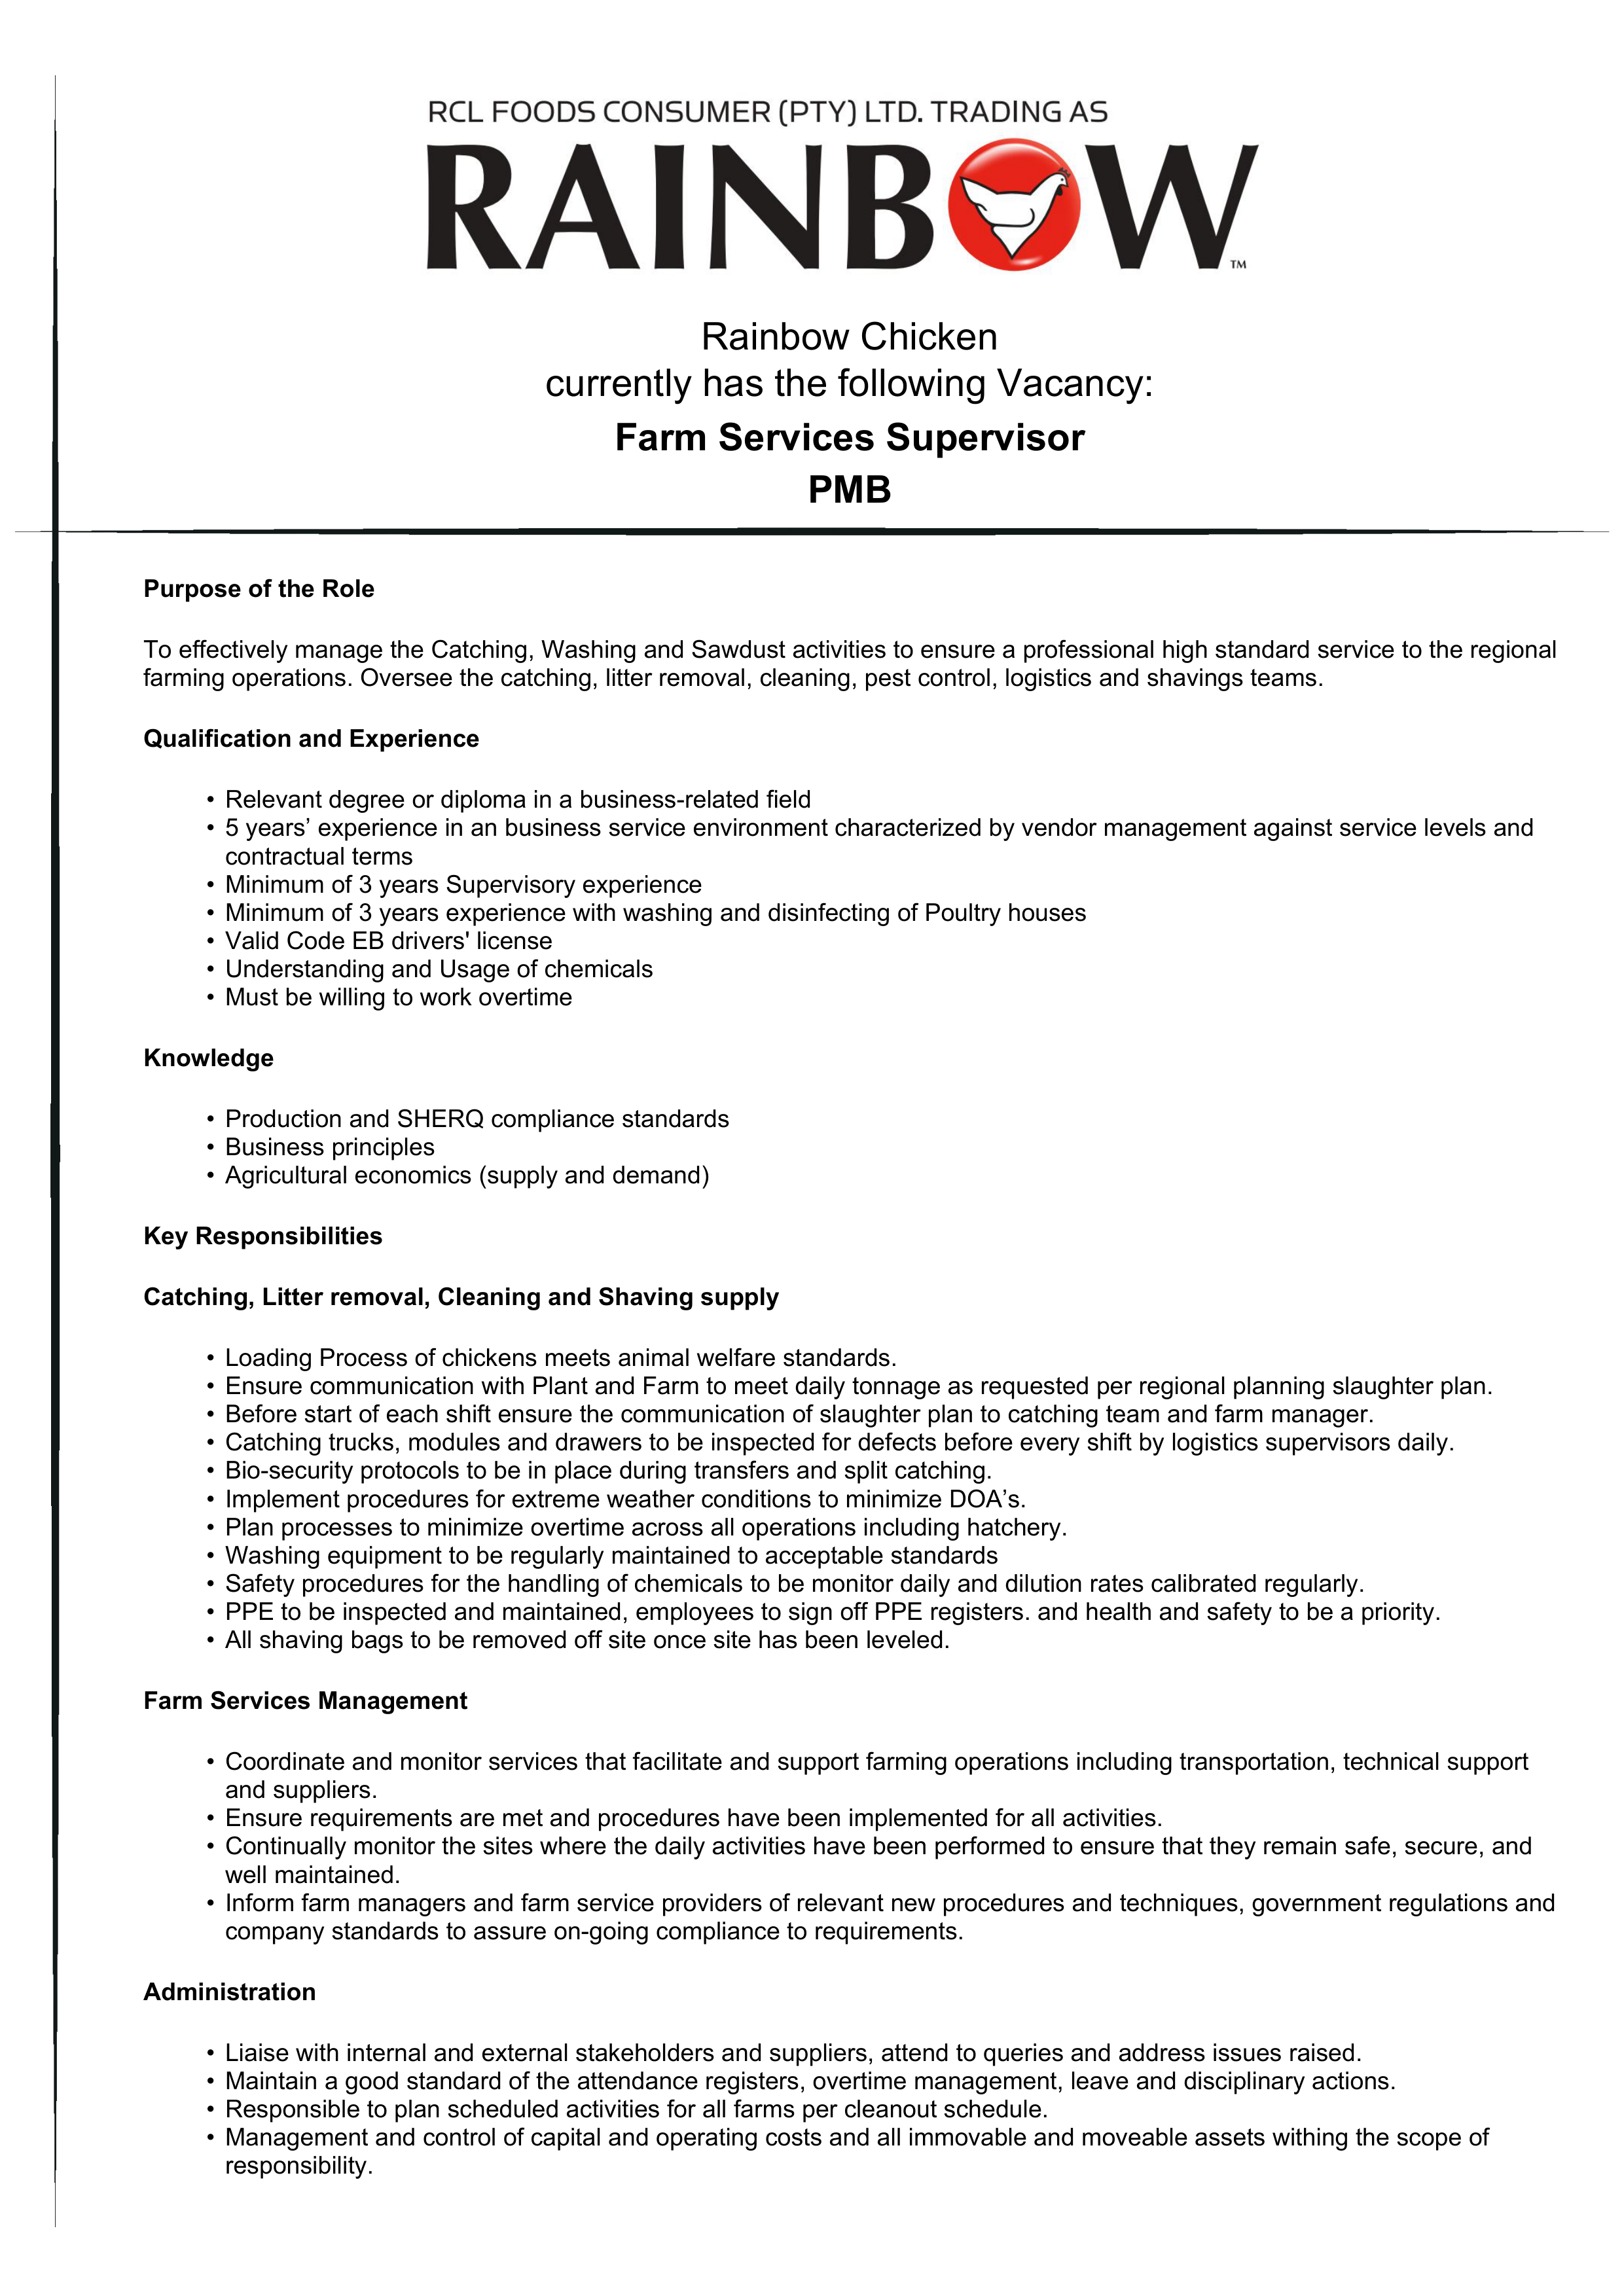 RCL FOODS CONSUMER (PTY) LTD. TRADING AS
RAINBOW™
Rainbow Chicken
currently has the following Vacancy:
Farm Services Supervisor
PMB
Purpose of the Role
To effectively manage the Catching, Washing and Sawdust activities to ensure a professional high standard service to the regional
farming operations. Oversee the catching, litter removal, cleaning, pest control, logistics and shavings teams.
Qualification and Experience
• Relevant degree or diploma in a business-related field
• 5 years’ experience in an business service environment characterized by vendor management against service levels and
contractual terms
• Minimum of 3 years Supervisory experience
• Minimum of 3 years experience with washing and disinfecting of Poultry houses
• Valid Code EB drivers' license
• Understanding and Usage of chemicals
• Must be willing to work overtime
Knowledge
• Production and SHERQ compliance standards
• Business principles
• Agricultural economics (supply and demand)
Key Responsibilities
Catching, Litter removal, Cleaning and Shaving supply
• Loading Process of chickens meets animal welfare standards.
• Ensure communication with Plant and Farm to meet daily tonnage as requested per regional planning slaughter plan.
• Before start of each shift ensure the communication of slaughter plan to catching team and farm manager.
• Catching trucks, modules and drawers to be inspected for defects before every shift by logistics supervisors daily.
• Bio-security protocols to be in place during transfers and split catching.
• Implement procedures for extreme weather conditions to minimize DOA’s.
• Plan processes to minimize overtime across all operations including hatchery.
• Washing equipment to be regularly maintained to acceptable standards
• Safety procedures for the handling of chemicals to be monitor daily and dilution rates calibrated regularly.
• PPE to be inspected and maintained, employees to sign off PPE registers. and health and safety to be a priority.
• All shaving bags to be removed off site once site has been leveled.
Farm Services Management
• Coordinate and monitor services that facilitate and support farming operations including transportation, technical support
and suppliers.
• Ensure requirements are met and procedures have been implemented for all activities.
• Continually monitor the sites where the daily activities have been performed to ensure that they remain safe, secure, and
well maintained.
• Inform farm managers and farm service providers of relevant new procedures and techniques, government regulations and
company standards to assure on-going compliance to requirements.
Administration
• Liaise with internal and external stakeholders and suppliers, attend to queries and address issues raised.
• Maintain a good standard of the attendance registers, overtime management, leave and disciplinary actions.
• Responsible to plan scheduled activities for all farms per cleanout schedule.
• Management and control of capital and operating costs and all immovable and moveable assets withing the scope of
responsibility.